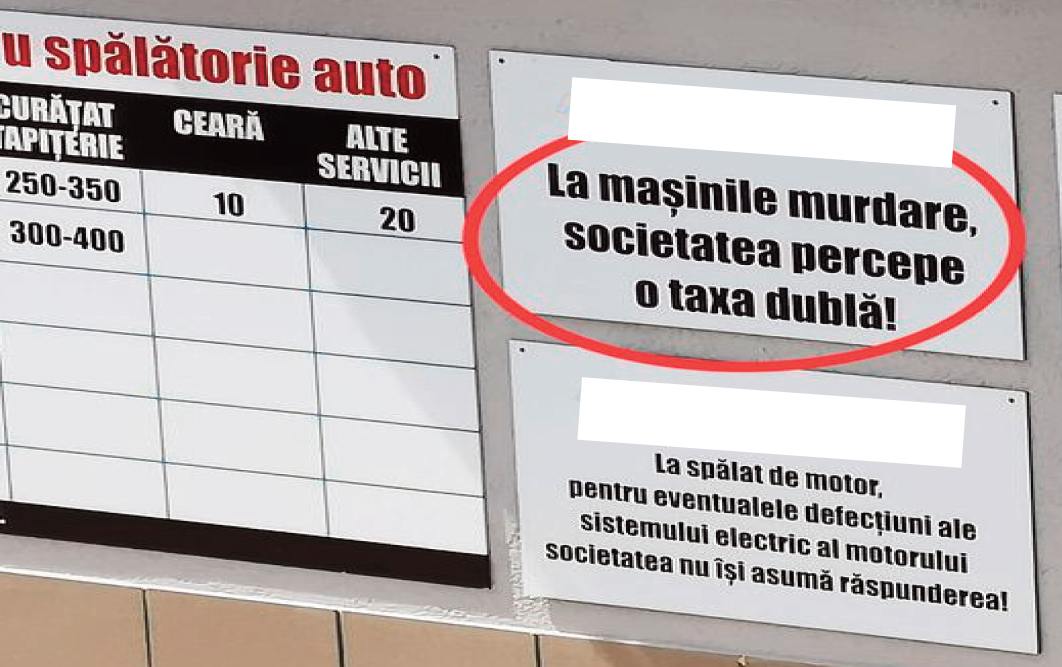 u spălătorie auto
CURĂȚAT
TAPIȚERIE
CEARĂ
ALTE
SERVICII
250-350
10
20
300-400
La mașinile murdare,
societatea percepe
o taxa dublă!
La spălat de motor,
pentru eventualele defecțiuni ale
sistemului electric al motorului
societatea nu își asumă răspunderea!